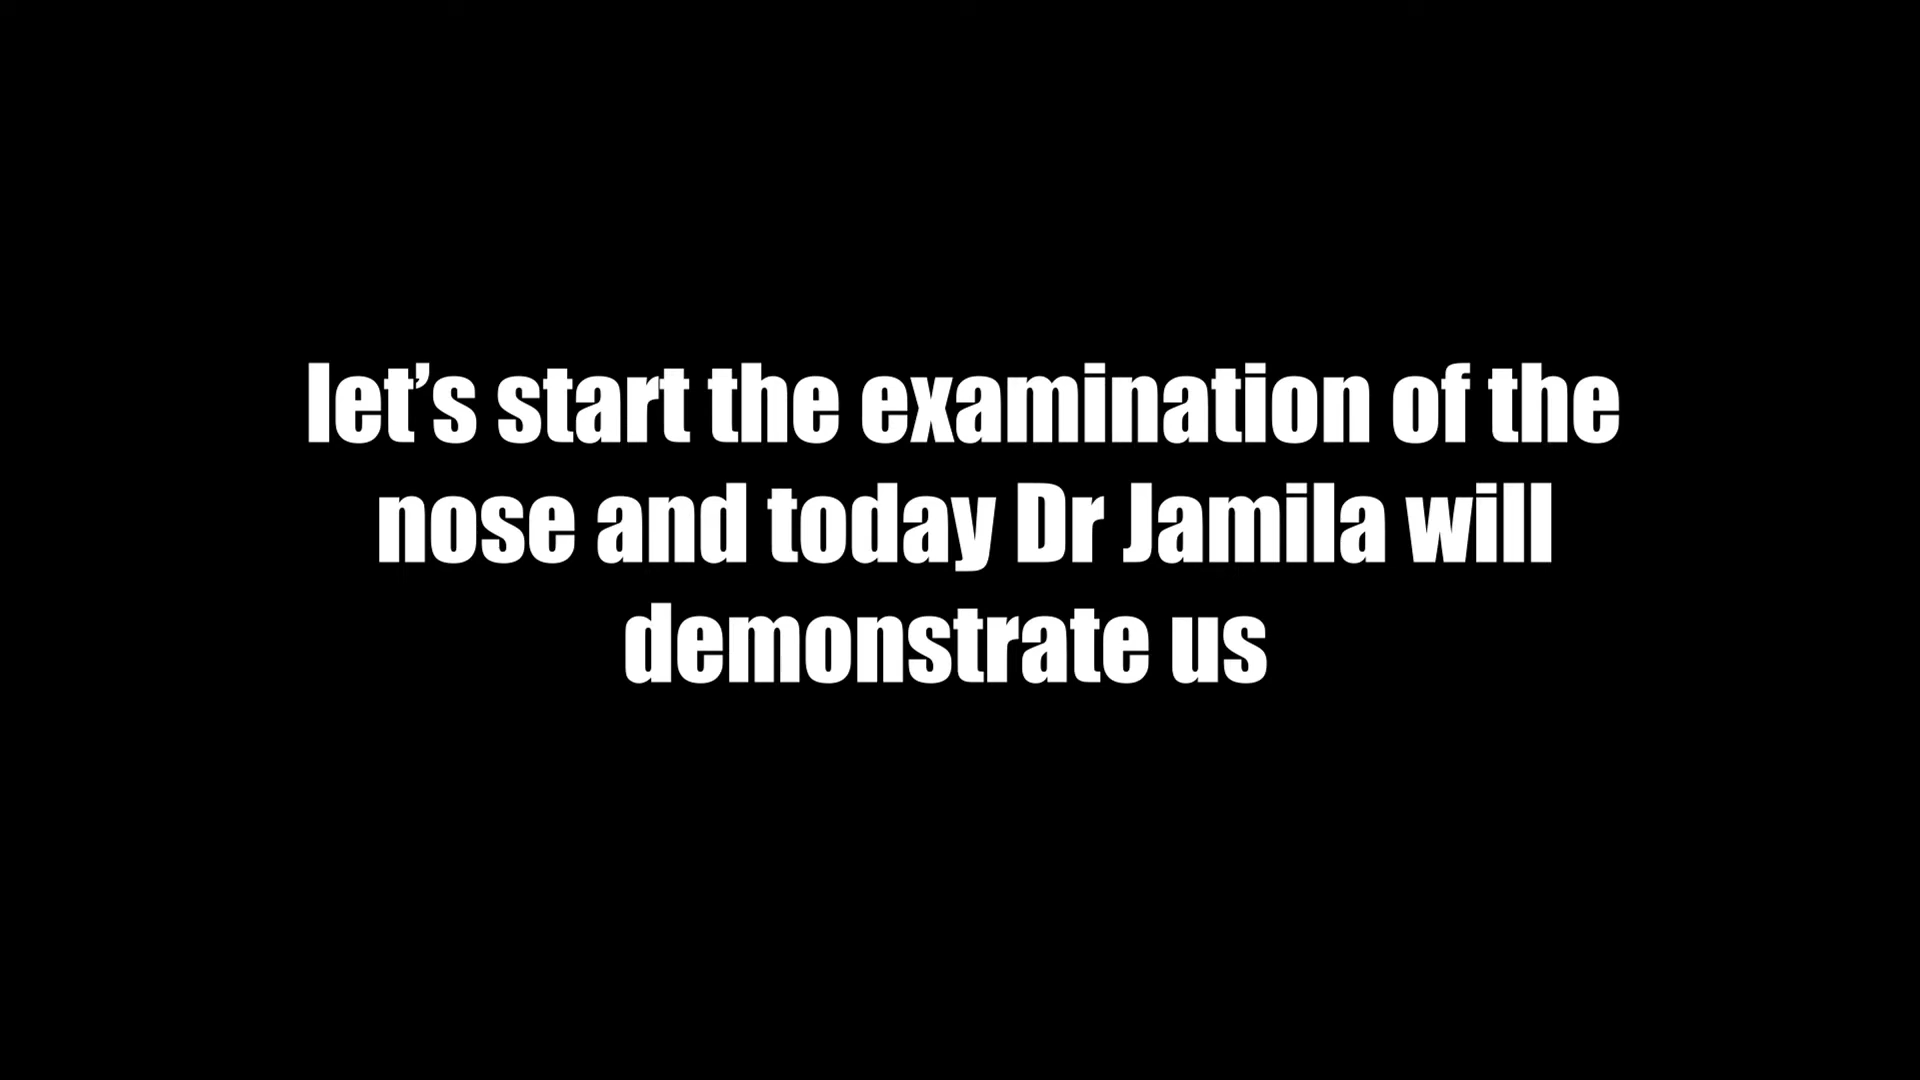 let’s start the examination of the
nose and today Dr Jamila will
demonstrate us